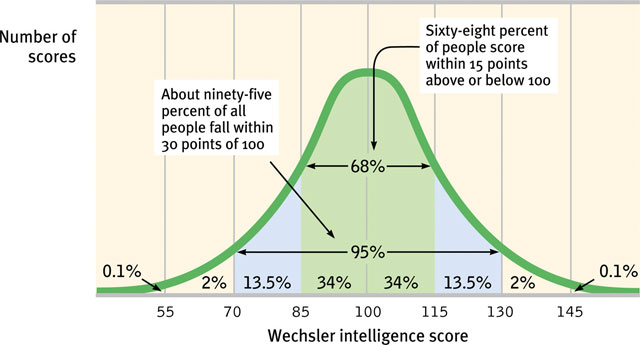 Number of
scores
Sixty-eight percent
of people score
within 15 points
above or below 100
About ninety-five
percent of all
people fall within
30 points of 100
68%
95%
0.1%
2%
13.5%
34%
34%
13.5%
2%
0.1%
55
70
85
100
115
130
145
Wechsler intelligence score